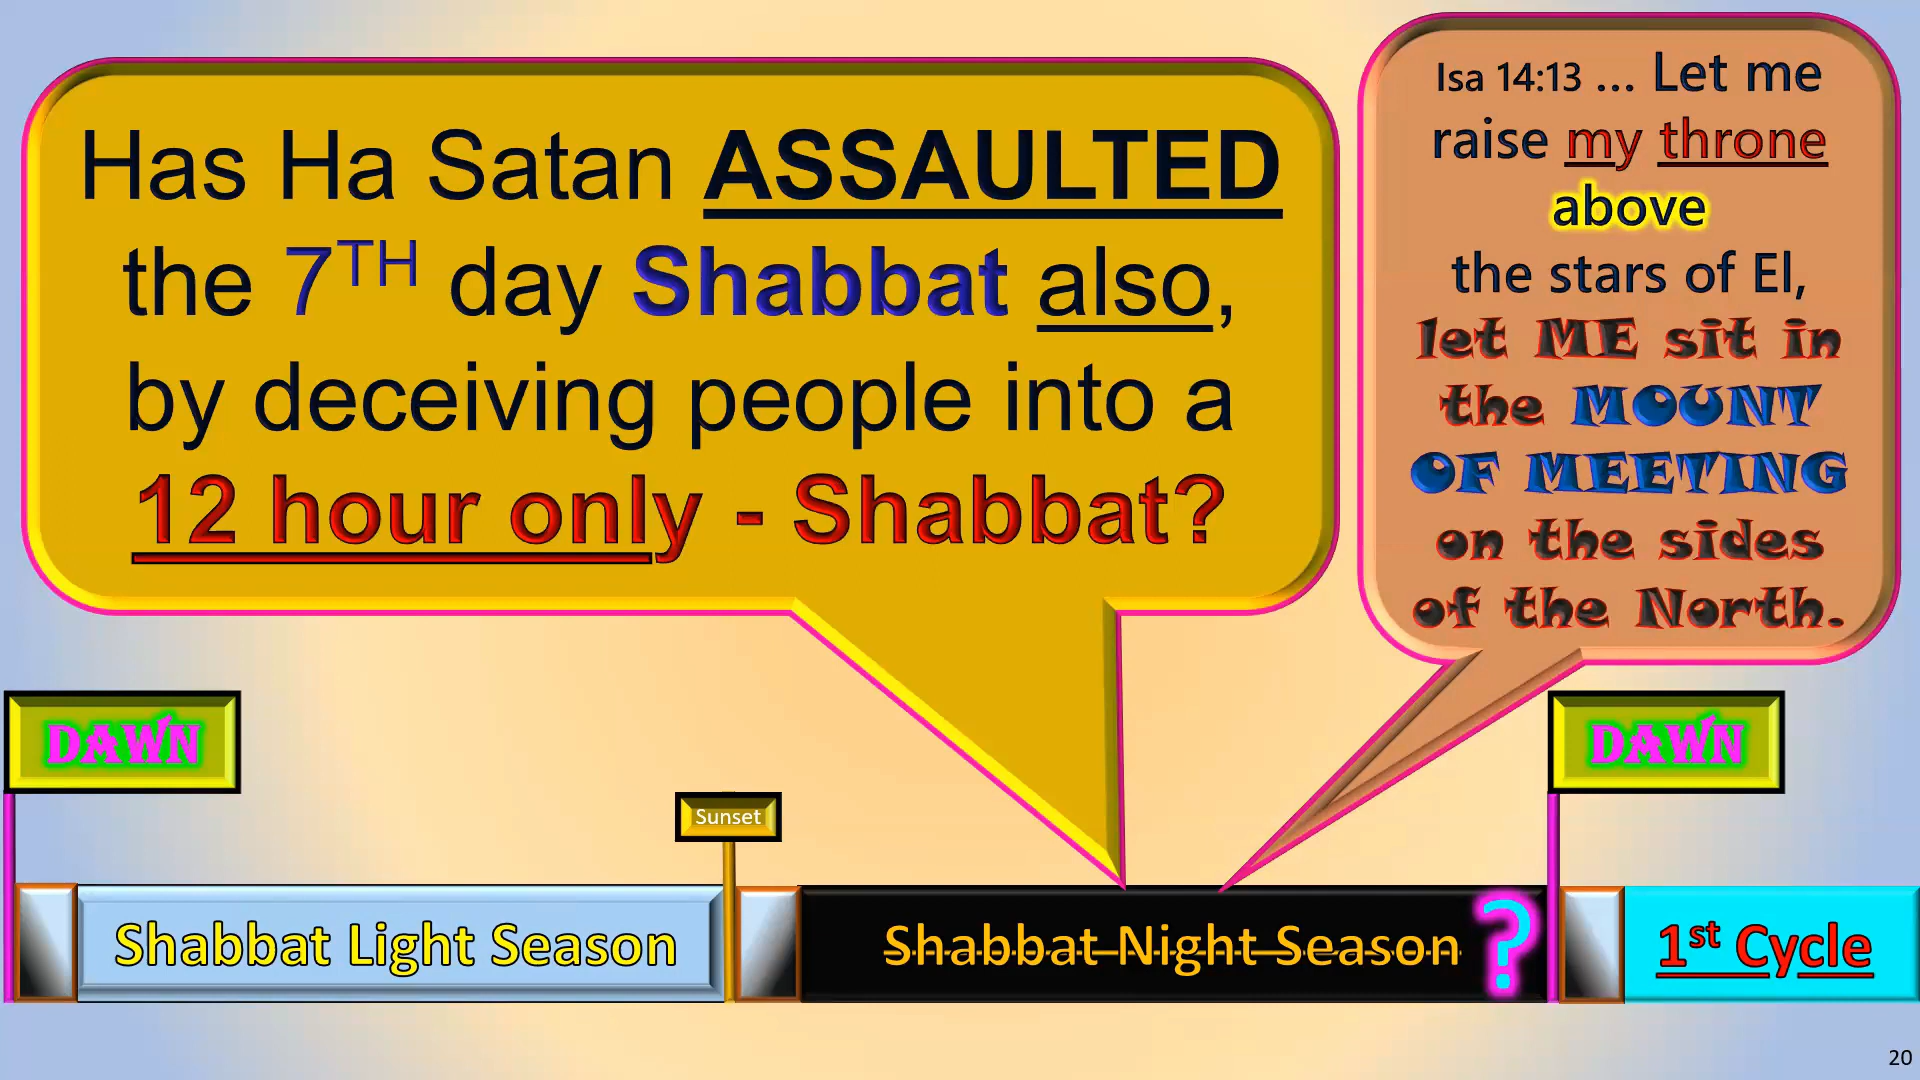 Has Ha Satan ASSAULTED
the 7TH day Shabbat also,
by deceiving people into a
12 hour only - Shabbat?
Isa 14:13 ... Let me
raise my throne
above
the stars of El,
let ME sit in
the MOUNT
OF MEETING
on the sides
of the North.
DAWN
DAWN
Sunset
Shabbat Light Season
Shabbat Night Season ?
1st Cycle
20